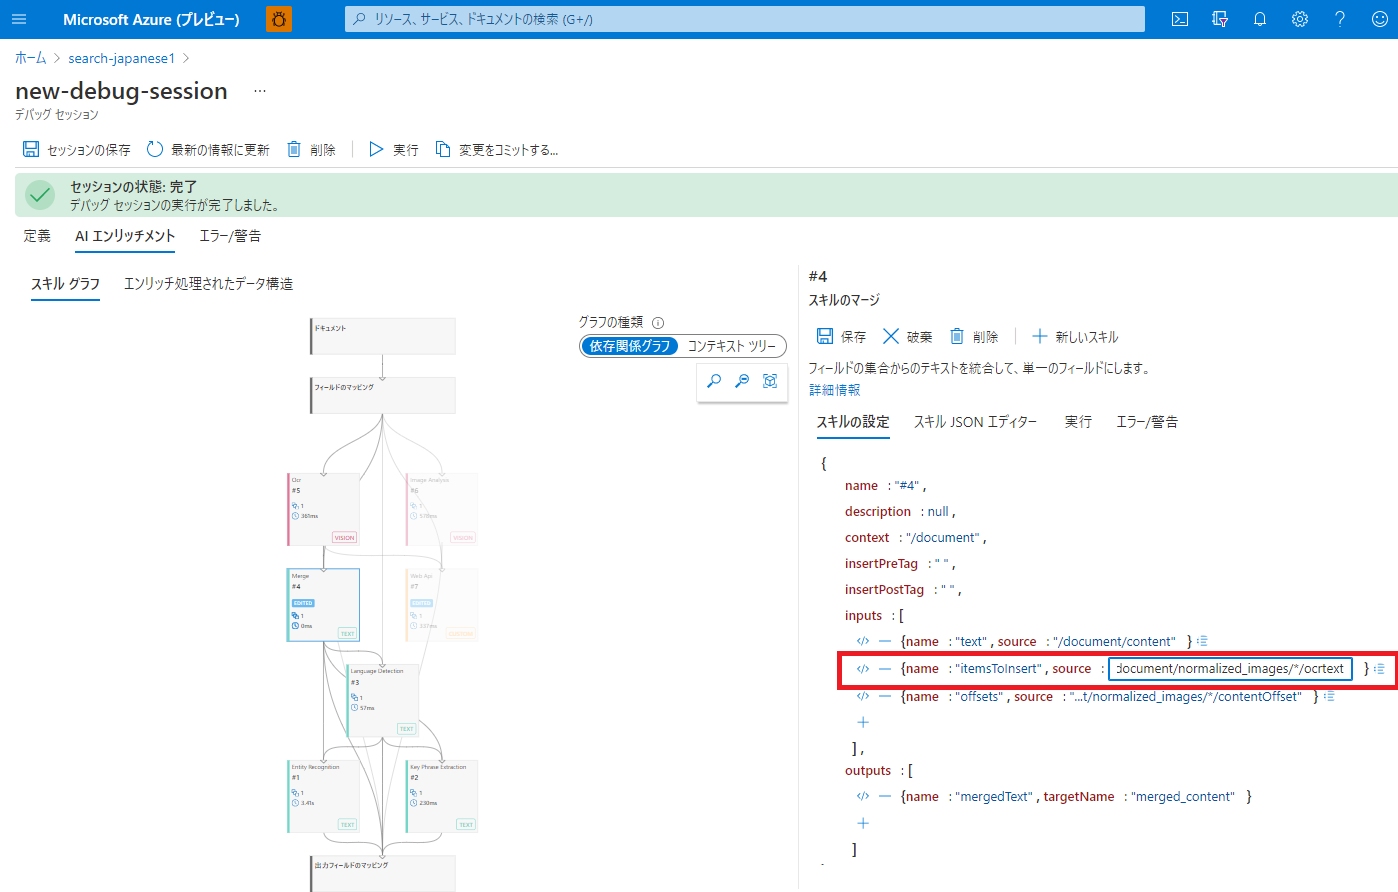 Microsoft Azure (プレビュー)
リソース、サービス、ドキュメントの検索 (G+/)
ホーム > search-japanese1 >
new-debug-session ...
デバッグ セッション
セッションの保存 最新の情報に更新 削除 実行 変更をコミットする...
セッションの状態: 完了
デバッグ セッションの実行が完了しました。
定義 AI エンリッチメント エラー/警告
スキル グラフ エンリッチ処理されたデータ構造
グラフの種類
依存関係グラフ コンテキスト ツリー
ドキュメント
フィールドのマッピング
Ocr
#5
1
361ms
VISION
Image Analysis
#6
1
378ms
VISION
Merge
#4
EDITED
1
0ms
TEXT
Web Api
#7
EDITED
1
337ms
CUSTOM
Language Detection
#3
1
57ms
TEXT
Entity Recognition
#1
1
3.41s
TEXT
Key Phrase Extraction
#2
1
230ms
TEXT
出力フィールドのマッピング
#4
スキルのマージ
保存 破棄 削除 新しいスキル
フィールドの集合からのテキストを統合して、単一のフィールドにします。
詳細情報
スキルの設定 スキル JSON エディター 実行 エラー/警告
{
name : "#4" ,
description : null ,
context : "/document" ,
insertPreTag : " " ,
insertPostTag : " " ,
inputs : [
</> — {name : "text" , source : "/document/content" }
</> — {name : "itemsToInsert" , source : document/normalized_images/*/ocrtext }
</> — {name : "offsets" , source : "...t/normalized_images/*/contentOffset" }
+
] ,
outputs : [
</> — {name : "mergedText" , targetName : "merged_content" }
+
]